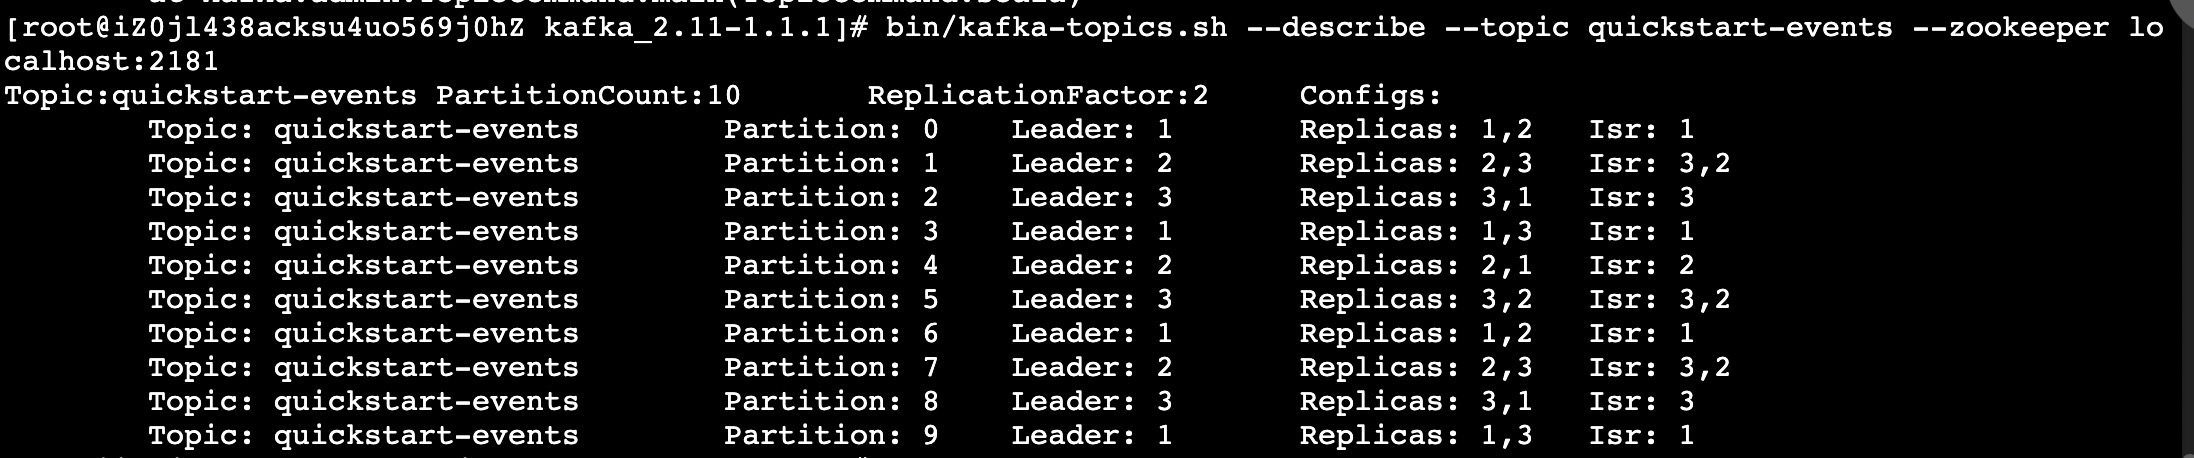 [root@iZ0jl438acksu4uo569j0hZ kafka_2.11-1.1.1]# bin/kafka-topics.sh --describe --topic quickstart-events --zookeeper lo
calhost:2181
Topic:quickstart-events PartitionCount:10 ReplicationFactor:2 Configs:
Topic: quickstart-events Partition: 0 Leader: 1 Replicas: 1,2 Isr: 1
Topic: quickstart-events Partition: 1 Leader: 2 Replicas: 2,3 Isr: 3,2
Topic: quickstart-events Partition: 2 Leader: 3 Replicas: 3,1 Isr: 3
Topic: quickstart-events Partition: 3 Leader: 1 Replicas: 1,3 Isr: 1
Topic: quickstart-events Partition: 4 Leader: 2 Replicas: 2,1 Isr: 2
Topic: quickstart-events Partition: 5 Leader: 3 Replicas: 3,2 Isr: 3,2
Topic: quickstart-events Partition: 6 Leader: 1 Replicas: 1,2 Isr: 1
Topic: quickstart-events Partition: 7 Leader: 2 Replicas: 2,3 Isr: 3,2
Topic: quickstart-events Partition: 8 Leader: 3 Replicas: 3,1 Isr: 3
Topic: quickstart-events Partition: 9 Leader: 1 Replicas: 1,3 Isr: 1